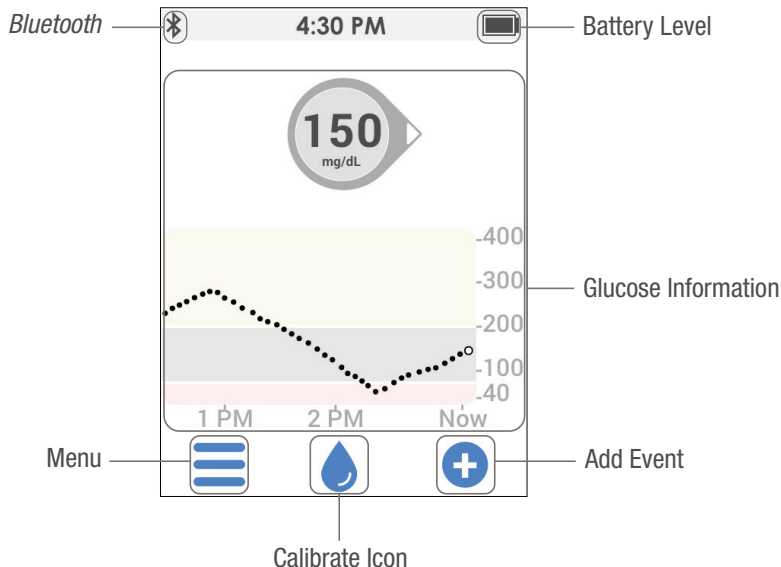 Bluetooth
4:30 PM
Battery Level
150
mg/dL
-400
-300
Glucose Information
-200
-100
-40
1 PM 2 PM Now
Menu
Add Event
Calibrate Icon